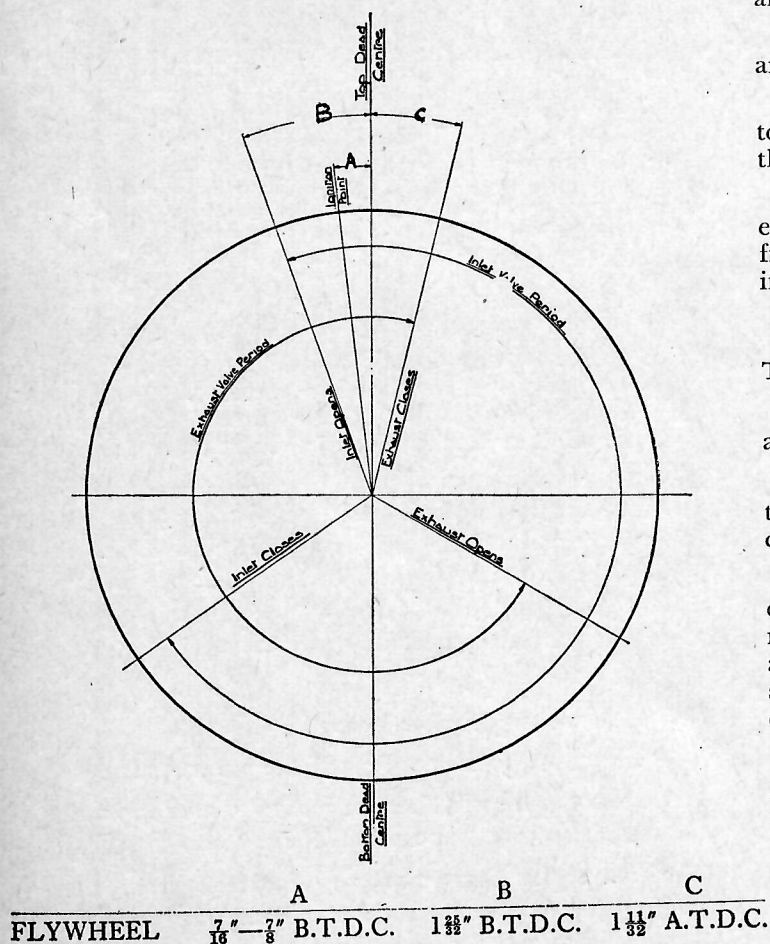 Top Dead
Centre
B
C
A
Ignition
Point
Inlet Valve Period
Exhaust Valve Period
Inlet Opens
Exhaust Closes
Exhaust Opens
Inlet Closes
Bottom Dead
Centre
A B C
FLYWHEEL 7/16"—7/8" B.T.D.C. 1 25/32" B.T.D.C. 1 11/32" A.T.D.C.